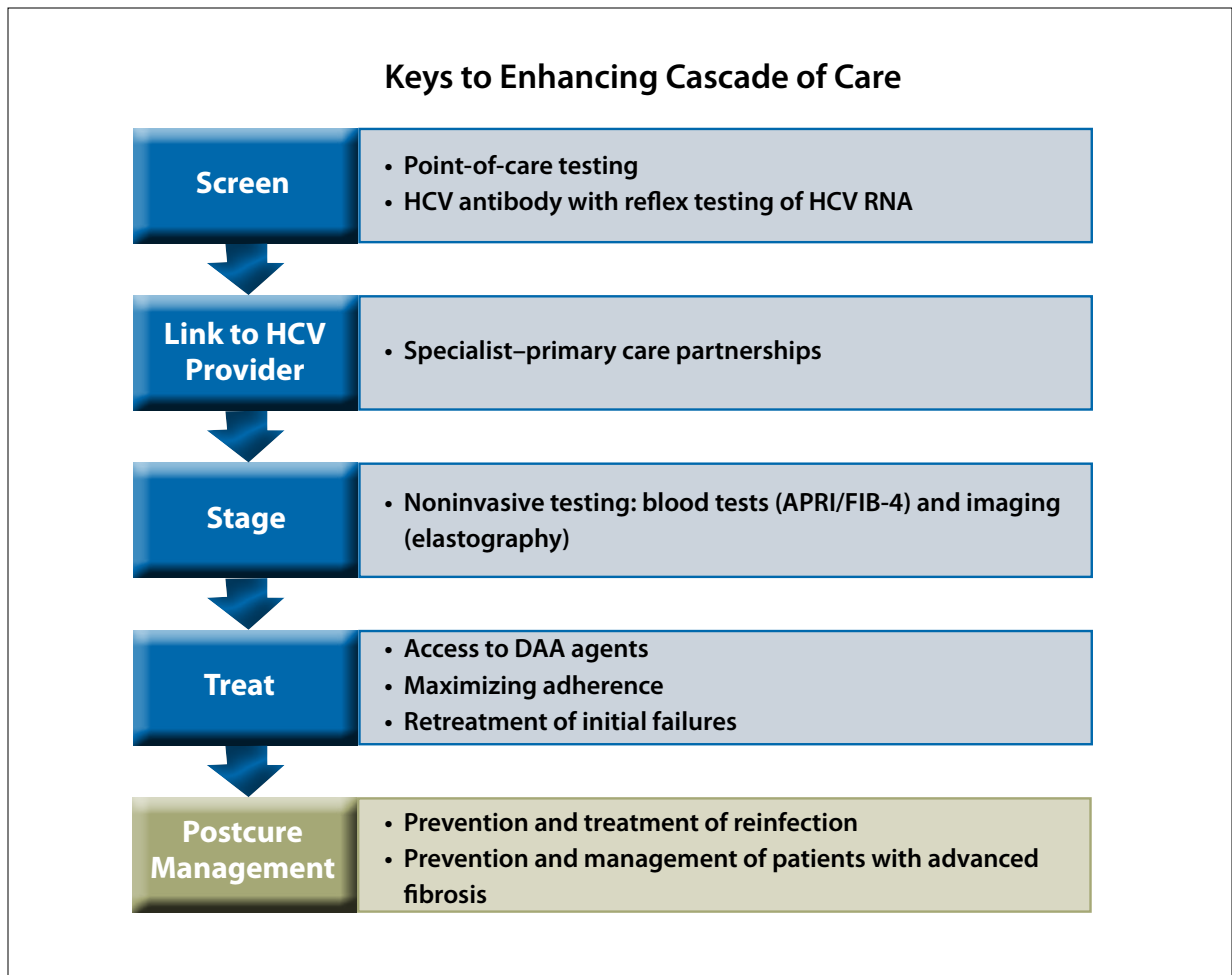 Keys to Enhancing Cascade of Care
Screen
• Point-of-care testing
• HCV antibody with reflex testing of HCV RNA
Link to HCV
Provider
• Specialist–primary care partnerships
Stage
• Noninvasive testing: blood tests (APRI/FIB-4) and imaging
(elastography)
Treat
• Access to DAA agents
• Maximizing adherence
• Retreatment of initial failures
Postcure
Management
• Prevention and treatment of reinfection
• Prevention and management of patients with advanced
fibrosis